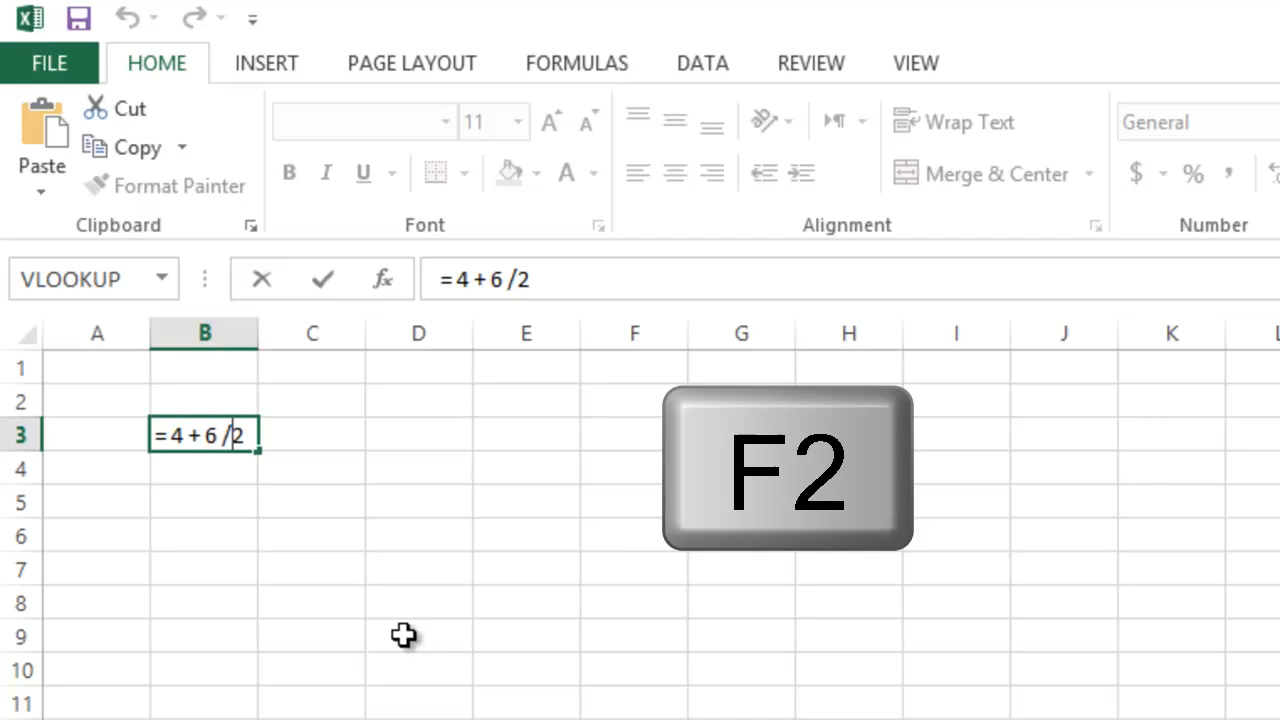 FILE HOME INSERT PAGE LAYOUT FORMULAS DATA REVIEW VIEW
Cut
Copy
Format Painter
Paste
Clipboard
11 A A
B I U A
Font
Wrap Text
Merge & Center
Alignment
General
$ % ,
Number
VLOOKUP fx =4+6/2
A B C D E F G H I J K L
1
2
3 =4+6/2
4
5
6
7
8
9
10
11
F2